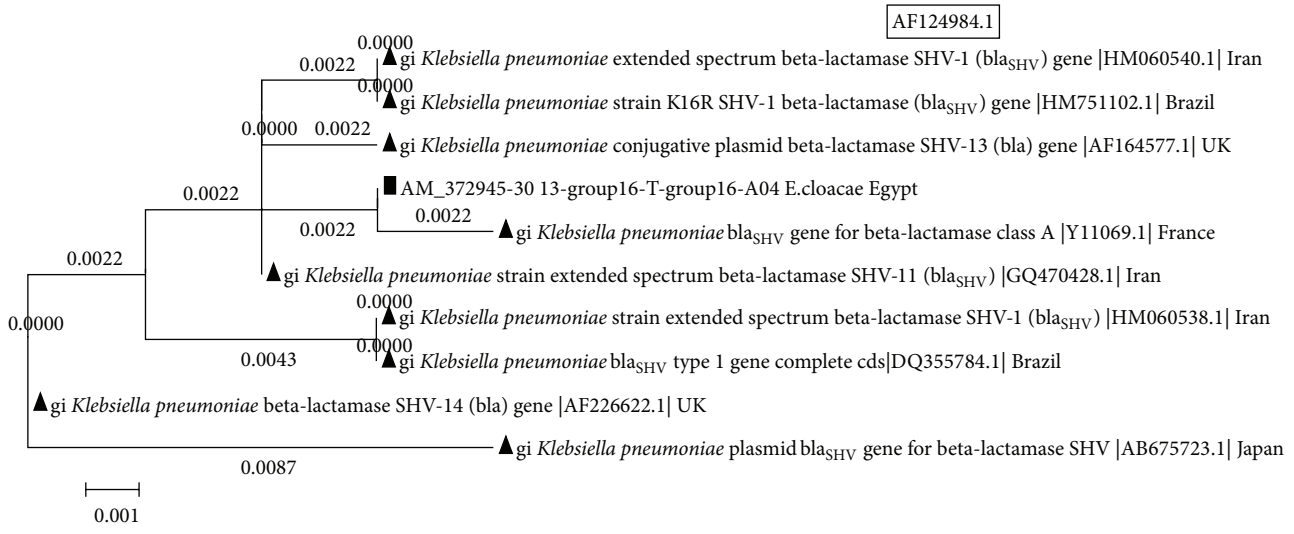 AF124984.1
0.0000
gi Klebsiella pneumoniae extended spectrum beta-lactamase SHV-1 (blaSHV) gene |HM060540.1| Iran
0.0022
0.0000
gi Klebsiella pneumoniae strain K16R SHV-1 beta-lactamase (blaSHV) gene |HM751102.1| Brazil
0.0000 0.0022
gi Klebsiella pneumoniae conjugative plasmid beta-lactamase SHV-13 (bla) gene |AF164577.1| UK
AM_372945-30 13-group16-T-group16-A04 E.cloacae Egypt
0.0022
0.0022
0.0022
gi Klebsiella pneumoniae blaSHV gene for beta-lactamase class A |Y11069.1| France
0.0022
gi Klebsiella pneumoniae strain extended spectrum beta-lactamase SHV-11 (blaSHV) |GQ470428.1| Iran
0.0000
gi Klebsiella pneumoniae strain extended spectrum beta-lactamase SHV-1 (blaSHV) |HM060538.1| Iran
0.0000
0.0000
0.0043
gi Klebsiella pneumoniae blaSHV type 1 gene complete cds|DQ355784.1| Brazil
gi Klebsiella pneumoniae beta-lactamase SHV-14 (bla) gene |AF226622.1| UK
gi Klebsiella pneumoniae plasmid blaSHV gene for beta-lactamase SHV |AB675723.1| Japan
0.0087
0.001